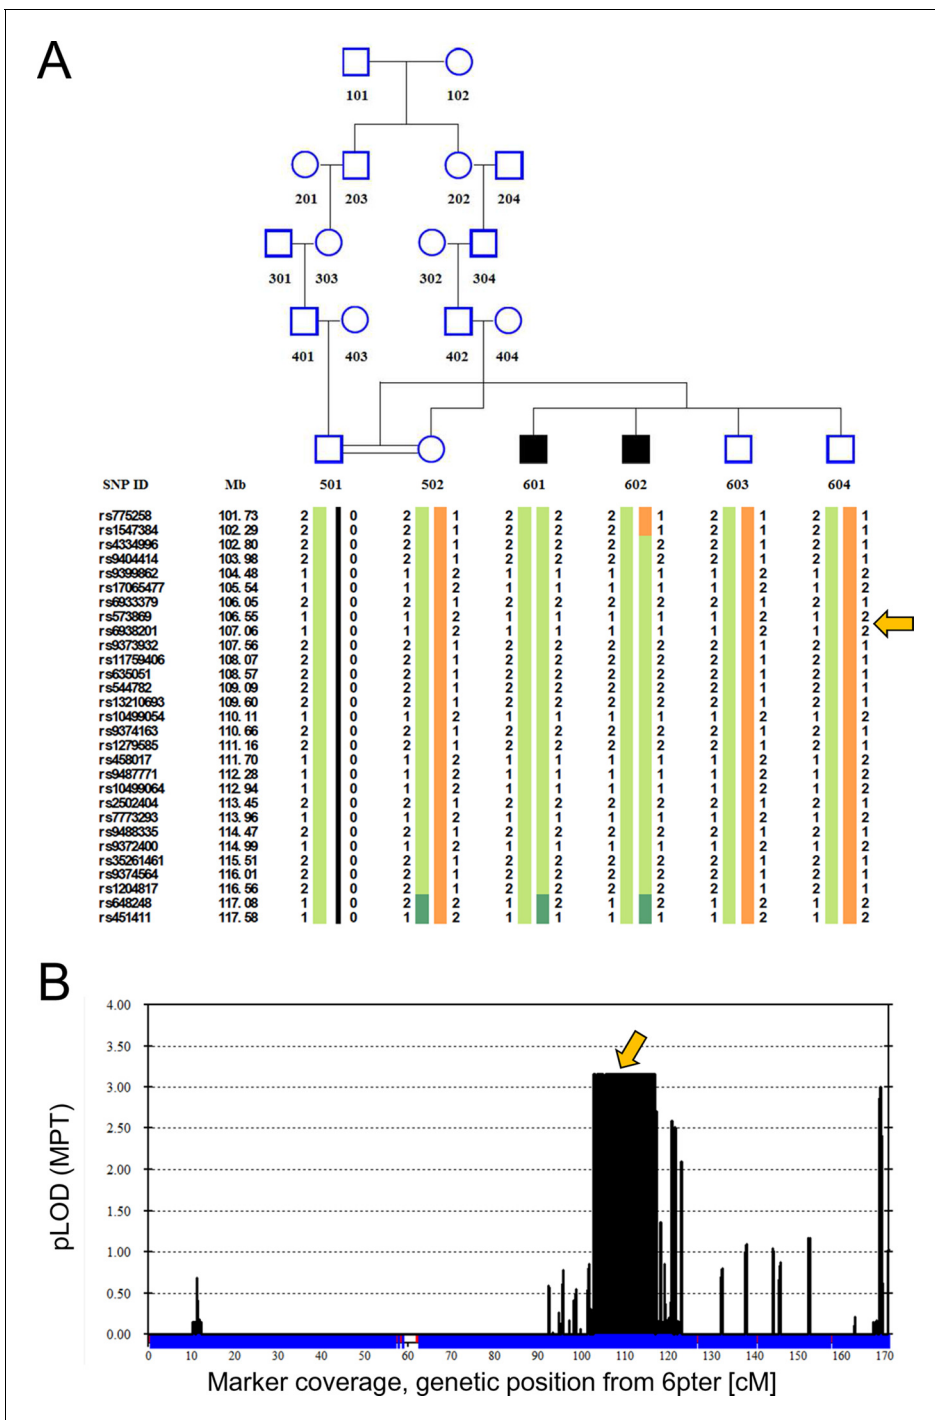 A
101 102
201 203 202 204
301 303 302 304
401 403 402 404
SNP ID Mb 501 502 601 602 603 604
rs775258 101.73 2 0 2 1 2 2 2 1 2 1 2 1
rs1547384 102.29 2 0 2 1 2 2 2 1 2 1 2 1
rs4334996 102.80 2 0 2 1 2 2 2 2 2 1 2 1
rs9404414 103.98 2 0 2 1 2 2 2 2 2 1 2 1
rs9399862 104.48 1 0 1 2 1 1 1 1 1 2 1 2
rs17065477 105.54 1 0 1 2 1 1 1 1 1 2 1 2
rs6933379 106.05 2 0 2 1 2 2 2 2 2 1 2 1
rs573869 106.55 1 0 1 2 1 1 1 1 1 2 1 2
rs6938201 107.06 1 0 1 2 1 1 1 1 1 2 1 2
rs9373932 107.56 2 0 2 1 2 2 2 2 2 1 2 1
rs11759406 108.07 2 0 2 1 2 2 2 2 2 1 2 1
rs635051 108.57 2 0 2 1 2 2 2 2 2 1 2 1
rs544782 109.09 2 0 2 1 2 2 2 2 2 1 2 1
rs13210693 109.60 2 0 2 1 2 2 2 2 2 1 2 1
rs10499054 110.11 1 0 1 2 1 1 1 1 1 2 1 2
rs9374163 110.66 2 0 2 1 2 2 2 2 2 1 2 1
rs1279585 111.16 2 0 2 1 2 2 2 2 2 1 2 1
rs458017 111.70 1 0 1 2 1 1 1 1 1 2 1 2
rs9487771 112.28 1 0 1 2 1 1 1 1 1 2 1 2
rs10499064 112.94 1 0 1 2 1 1 1 1 1 2 1 2
rs2502404 113.45 2 0 2 1 2 2 2 2 2 1 2 1
rs7773293 113.96 1 0 1 2 1 1 1 1 1 2 1 2
rs9488335 114.47 2 0 2 1 2 2 2 2 2 1 2 1
rs9372400 114.99 1 0 1 2 1 1 1 1 1 2 1 2
rs35261461 115.51 2 0 2 1 2 2 2 2 2 1 2 1
rs9374564 116.01 2 0 2 1 2 2 2 2 2 1 2 1
rs1204817 116.56 2 0 2 1 2 2 2 2 2 1 2 1
rs648248 117.08 1 0 2 2 1 2 1 2 1 2 1 2
rs451411 117.58 1 0 1 2 1 1 1 1 1 2 1 2
B
4.00
3.50
3.00
2.50
2.00
1.50
1.00
0.50
0.00
pLOD (MPT)
0 10 20 30 40 50 60 70 80 90 100 110 120 130 140 150 160 170
Marker coverage, genetic position from 6pter [cM]